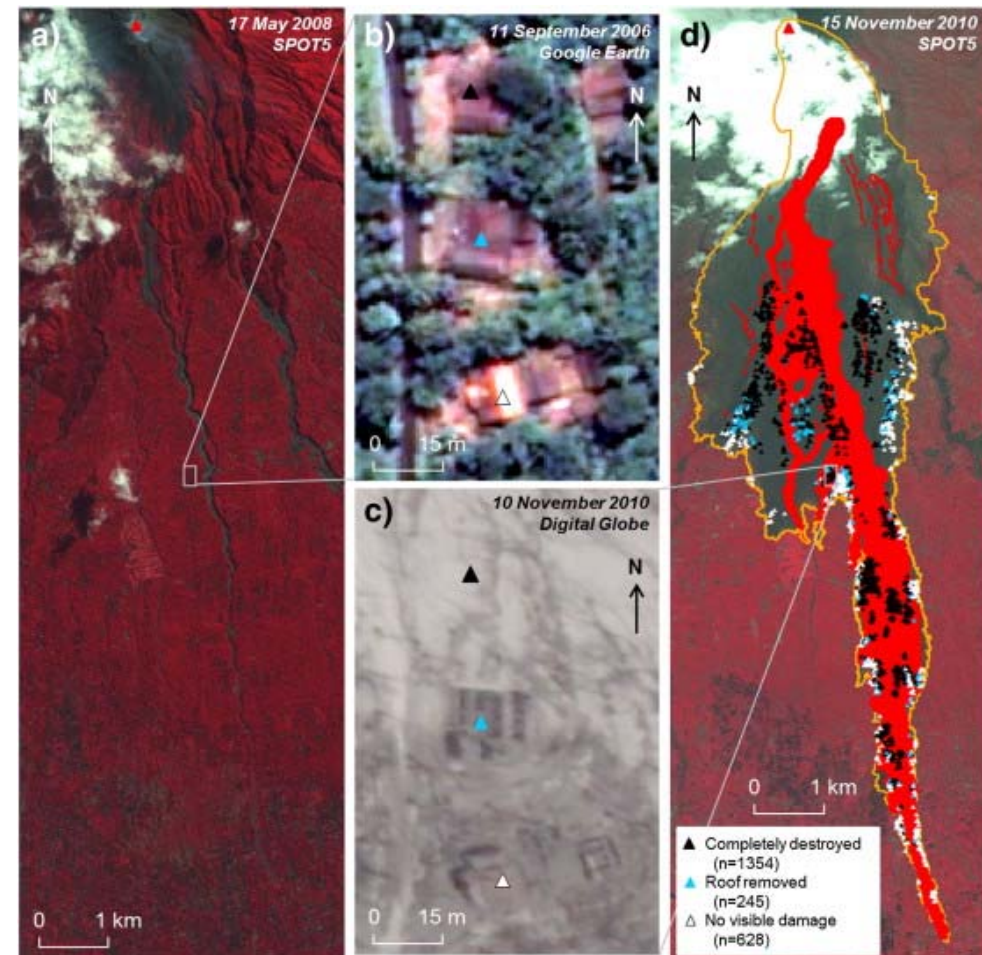 a)
17 May 2008
SPOT5
N
0 1 km
b)
11 September 2006
Google Earth
N
0 15 m
c)
10 November 2010
Digital Globe
N
0 15 m
d)
15 November 2010
SPOT5
N
0 1 km
Completely destroyed
(n=1354)
Roof removed
(n=245)
No visible damage
(n=628)